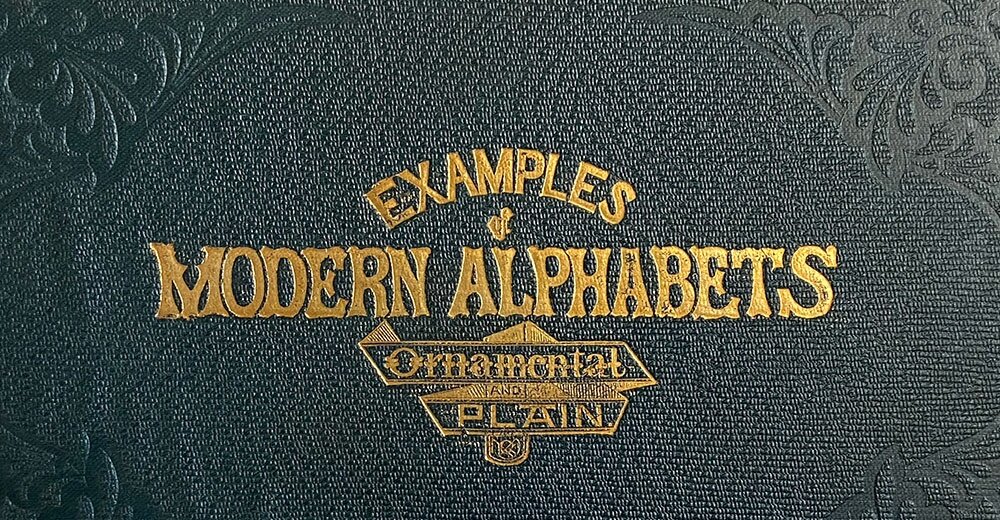 EXAMPLES
of
MODERN ALPHABETS
Ornamental
AND
PLAIN